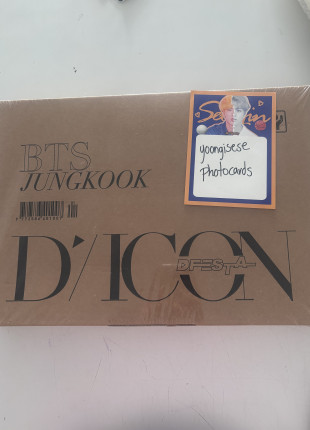 BTS
JUNGKOOK
yoongisese
photocards
D'/ICON
DFESTA